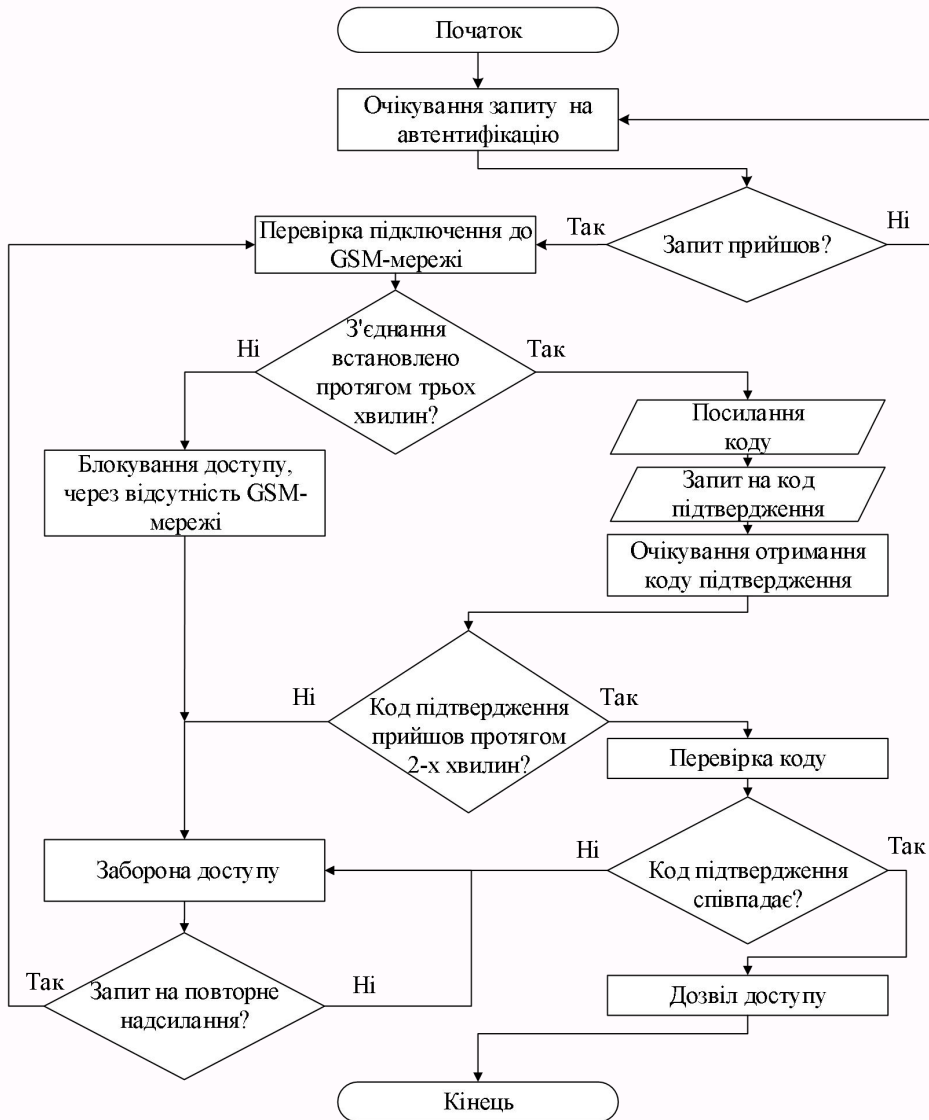 Початок
Очікування запиту на
автентифікацію
Запит прийшов?
Так
Ні
Перевірка підключення до
GSM-мережі
З'єднання
встановлено
протягом трьох
хвилин?
Ні
Так
Блокування доступу,
через відсутність GSM-
мережі
Посилання
коду
Запит на код
підтвердження
Очікування отримання
коду підтвердження
Код підтвердження
прийшов протягом
2-х хвилин?
Ні
Так
Перевірка коду
Код підтвердження
співпадає?
Ні
Так
Заборона доступу
Запит на повторне
надсилання?
Так
Ні
Дозвіл доступу
Кінець